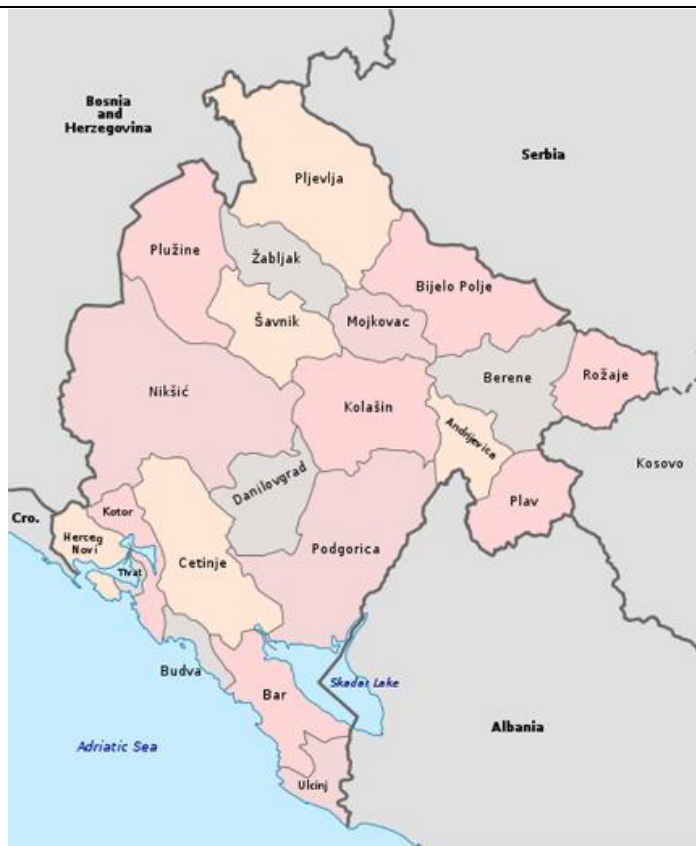 Bosnia
and
Herzegovina
Serbia
Pljevlja
Plužine
Žabljak
Bijelo Polje
Šavnik
Mojkovac
Nikšić
Kolašin
Berene
Rožaje
Andrijevica
Kosovo
Danilovgrad
Plav
Cro.
Kotor
Herceg
Novi
Podgorica
Cetinje
Tivat
Budva
Skadar Lake
Bar
Albania
Adriatic Sea
Ulcinj